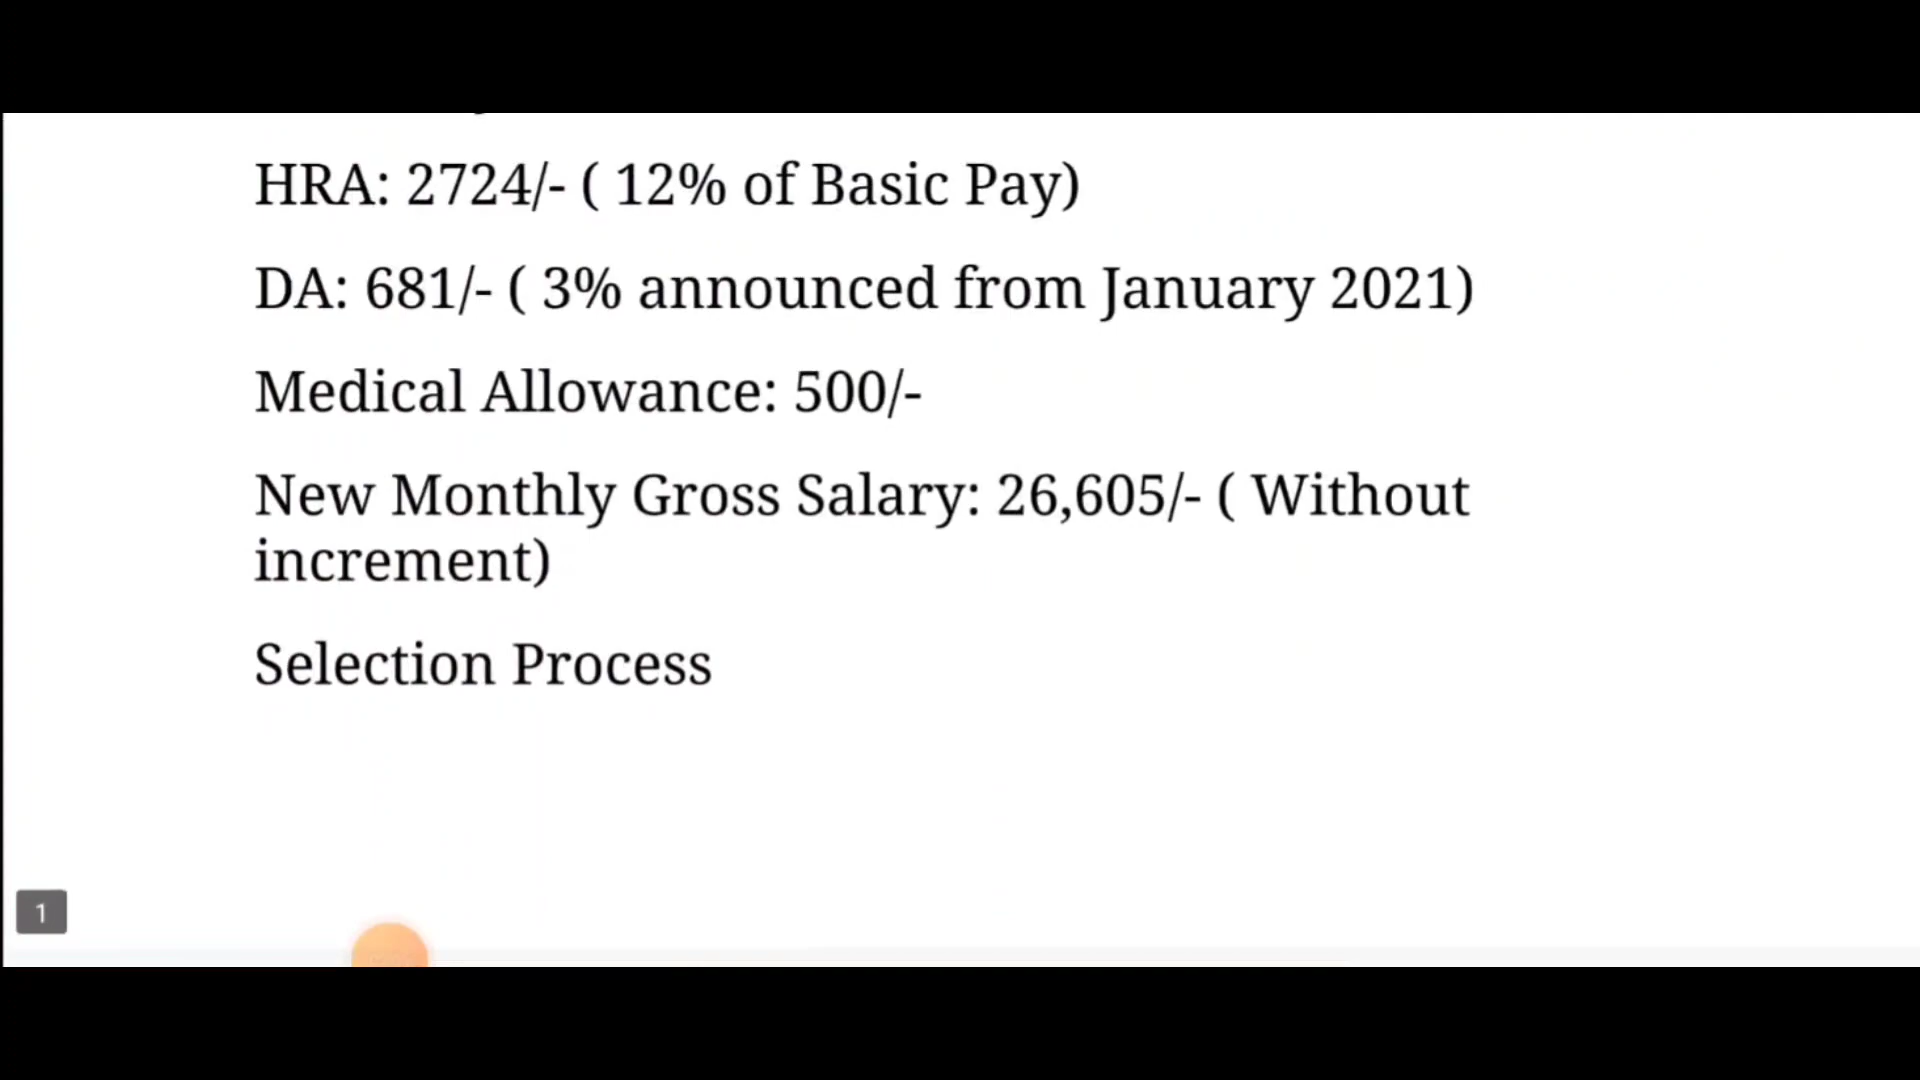 HRA: 2724/- ( 12% of Basic Pay)
DA: 681/- ( 3% announced from January 2021)
Medical Allowance: 500/-
New Monthly Gross Salary: 26,605/- ( Without
increment)
Selection Process
1